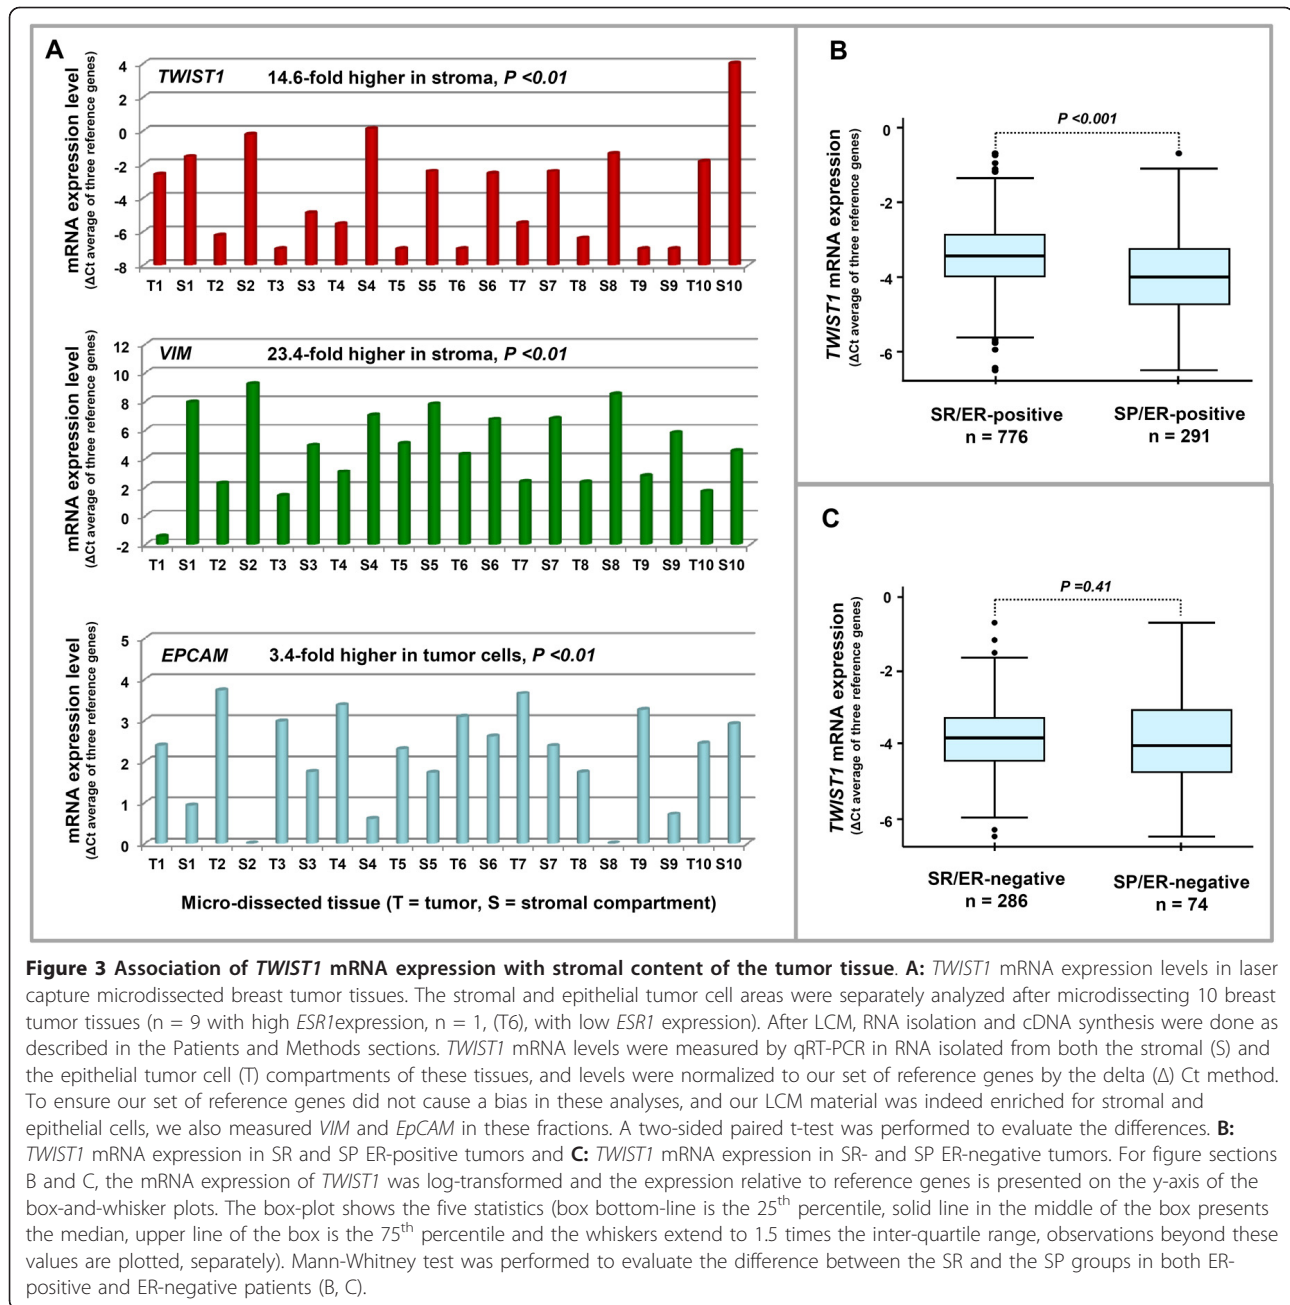 A
TWIST1 14.6-fold higher in stroma, P <0.01
mRNA expression level
(ΔCt average of three reference genes)
4
2
0
-2
-4
-6
-8
T1 S1 T2 S2 T3 S3 T4 S4 T5 S5 T6 S6 T7 S7 T8 S8 T9 S9 T10 S10
VIM 23.4-fold higher in stroma, P <0.01
mRNA expression level
(ΔCt average of three reference genes)
12
10
8
6
4
2
0
-2
T1 S1 T2 S2 T3 S3 T4 S4 T5 S5 T6 S6 T7 S7 T8 S8 T9 S9 T10 S10
EPCAM 3.4-fold higher in tumor cells, P <0.01
mRNA expression level
(ΔCt average of three reference genes)
5
4
3
2
1
0
T1 S1 T2 S2 T3 S3 T4 S4 T5 S5 T6 S6 T7 S7 T8 S8 T9 S9 T10 S10
Micro-dissected tissue (T = tumor, S = stromal compartment)
B
P <0.001
TWIST1 mRNA expression
(ΔCt average of three reference genes)
0
-2
-4
-6
SR/ER-positive SP/ER-positive
n = 776 n = 291
C
P =0.41
TWIST1 mRNA expression
(ΔCt average of three reference genes)
0
-2
-4
-6
SR/ER-negative SP/ER-negative
n = 286 n = 74
Figure 3 Association of TWIST1 mRNA expression with stromal content of the tumor tissue. A: TWIST1 mRNA expression levels in laser
capture microdissected breast tumor tissues. The stromal and epithelial tumor cell areas were separately analyzed after microdissecting 10 breast
tumor tissues (n = 9 with high ESR1expression, n = 1, (T6), with low ESR1 expression). After LCM, RNA isolation and cDNA synthesis were done as
described in the Patients and Methods sections. TWIST1 mRNA levels were measured by qRT-PCR in RNA isolated from both the stromal (S) and
the epithelial tumor cell (T) compartments of these tissues, and levels were normalized to our set of reference genes by the delta (Δ) Ct method.
To ensure our set of reference genes did not cause a bias in these analyses, and our LCM material was indeed enriched for stromal and
epithelial cells, we also measured VIM and EpCAM in these fractions. A two-sided paired t-test was performed to evaluate the differences. B:
TWIST1 mRNA expression in SR and SP ER-positive tumors and C: TWIST1 mRNA expression in SR- and SP ER-negative tumors. For figure sections
B and C, the mRNA expression of TWIST1 was log-transformed and the expression relative to reference genes is presented on the y-axis of the
box-and-whisker plots. The box-plot shows the five statistics (box bottom-line is the 25th percentile, solid line in the middle of the box presents
the median, upper line of the box is the 75th percentile and the whiskers extend to 1.5 times the inter-quartile range, observations beyond these
values are plotted, separately). Mann-Whitney test was performed to evaluate the difference between the SR and the SP groups in both ER-
positive and ER-negative patients (B, C).